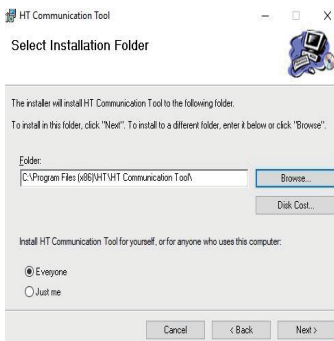 HT Communication Tool
Select Installation Folder
The installer will install HT Communication Tool to the following folder.
To install in this folder, click "Next". To install to a different folder, enter it below or click "Browse".
Folder:
C:\Program Files (x86)\HT\HT Communication Tool\
Browse...
Disk Cost...
Install HT Communication Tool for yourself, or for anyone who uses this computer:
Everyone
Just me
Cancel < Back Next >